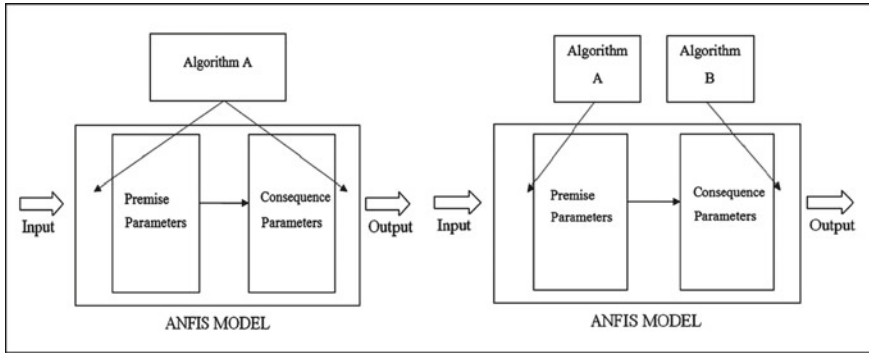 Algorithm A
Premise
Parameters
Consequence
Parameters
Input
Output
ANFIS MODEL
Algorithm
A
Algorithm
B
Premise
Parameters
Consequence
Parameters
Input
Output
ANFIS MODEL